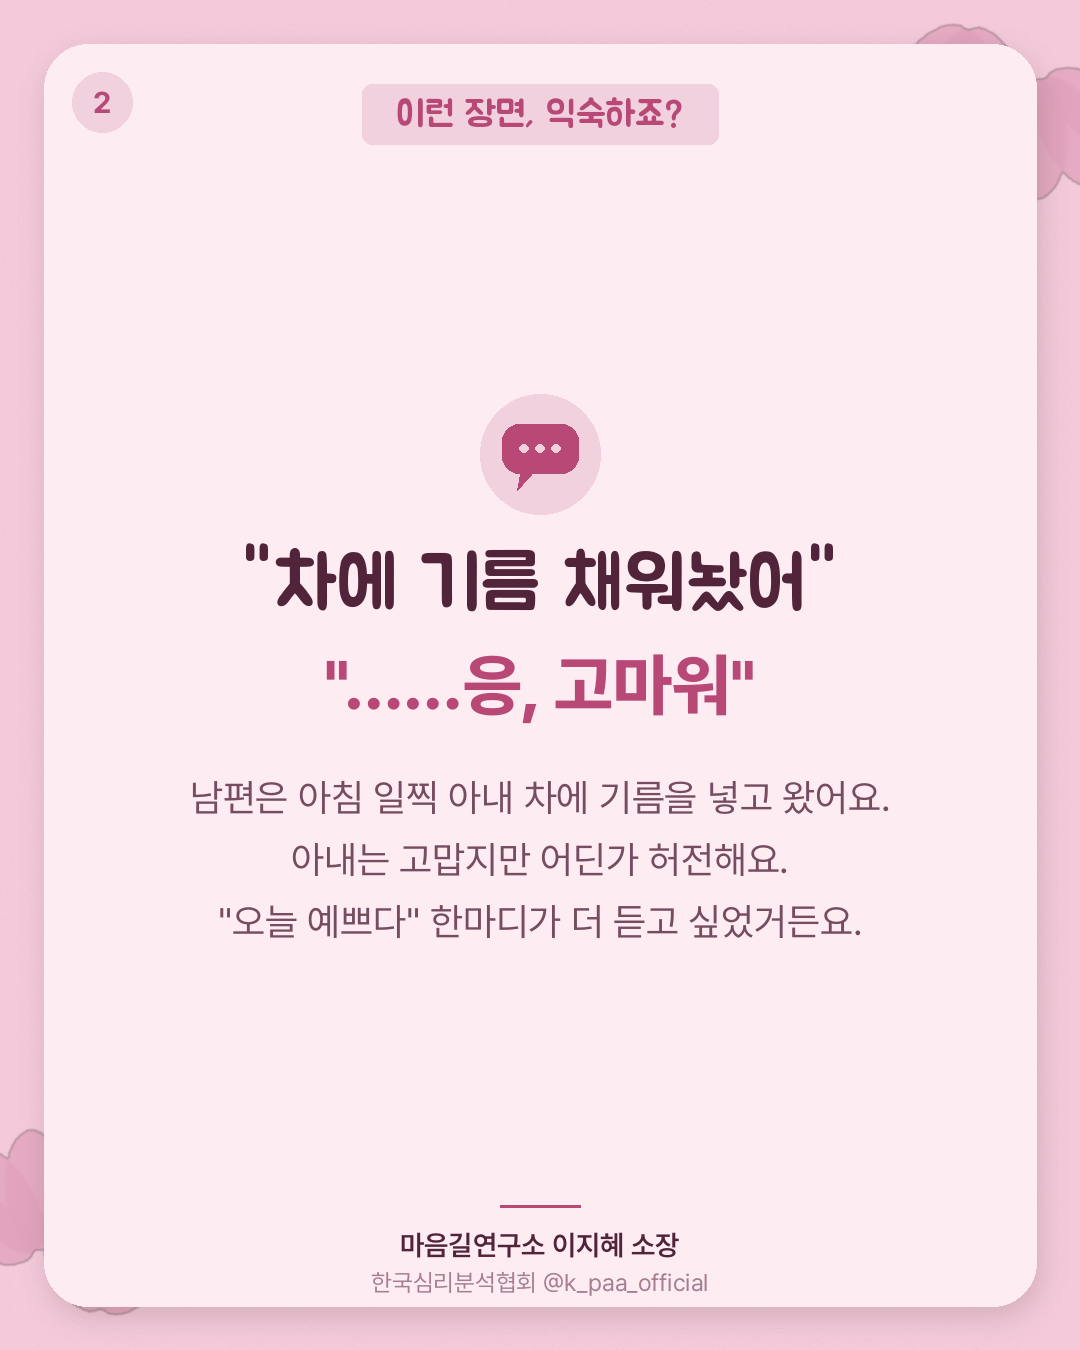 2
이런 장면, 익숙하죠?
"차에 기름 채워놨어"
"......응, 고마워"
남편은 아침 일찍 아내 차에 기름을 넣고 왔어요.
아내는 고맙지만 어딘가 허전해요.
"오늘 예쁘다" 한마디가 더 듣고 싶었거든요.
마음길연구소 이지혜 소장
한국심리분석협회 @k_paa_official